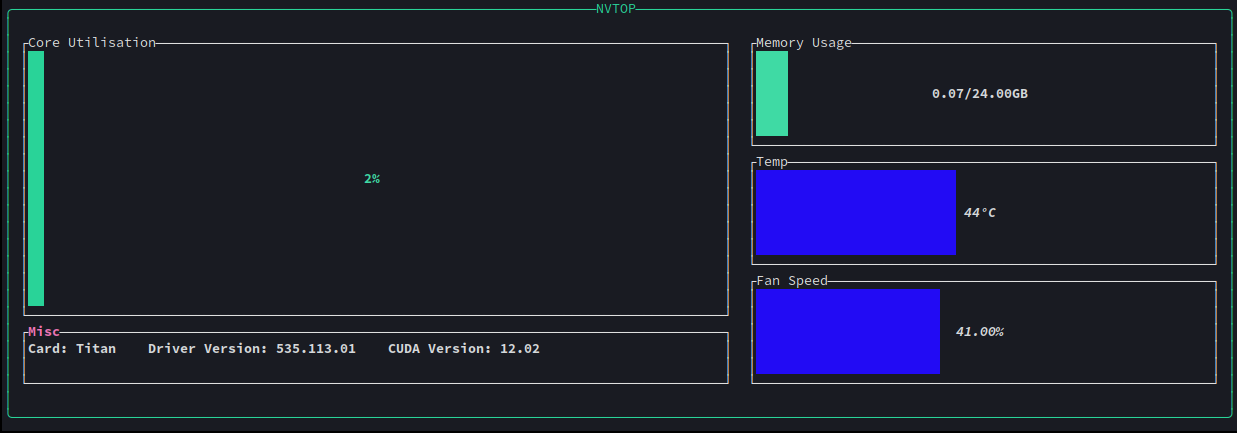 NVTOP
Core Utilisation
2%
Memory Usage
0.07/24.00GB
Temp
44°C
Fan Speed
41.00%
Misc
Card: Titan    Driver Version: 535.113.01    CUDA Version: 12.02